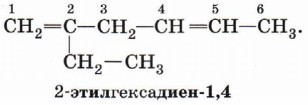 1 2 3 4 5 6
CH₂=C—CH₂—CH=CH—CH₃.
CH₂—CH₃
2-этилгексадиен-1,4